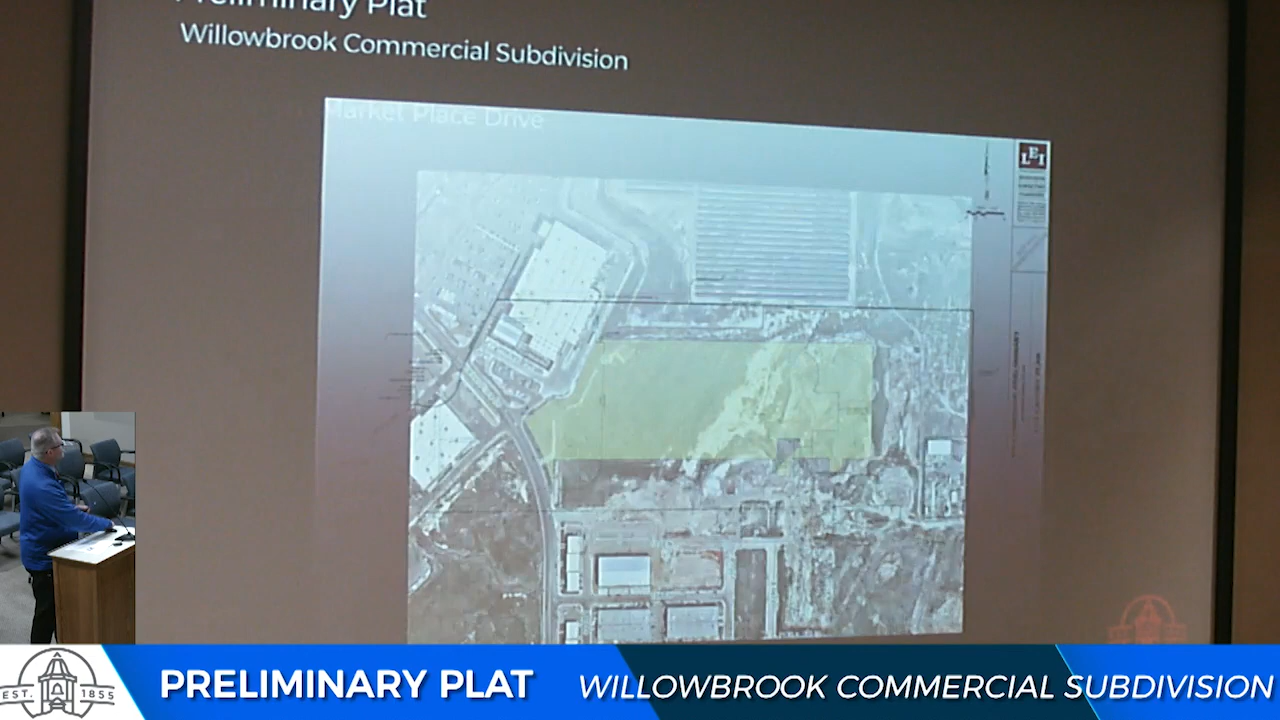 Preliminary Plat
Willowbrook Commercial Subdivision
Market Place Drive
LEI
EST. 1855
PRELIMINARY PLAT
WILLOWBROOK COMMERCIAL SUBDIVISION